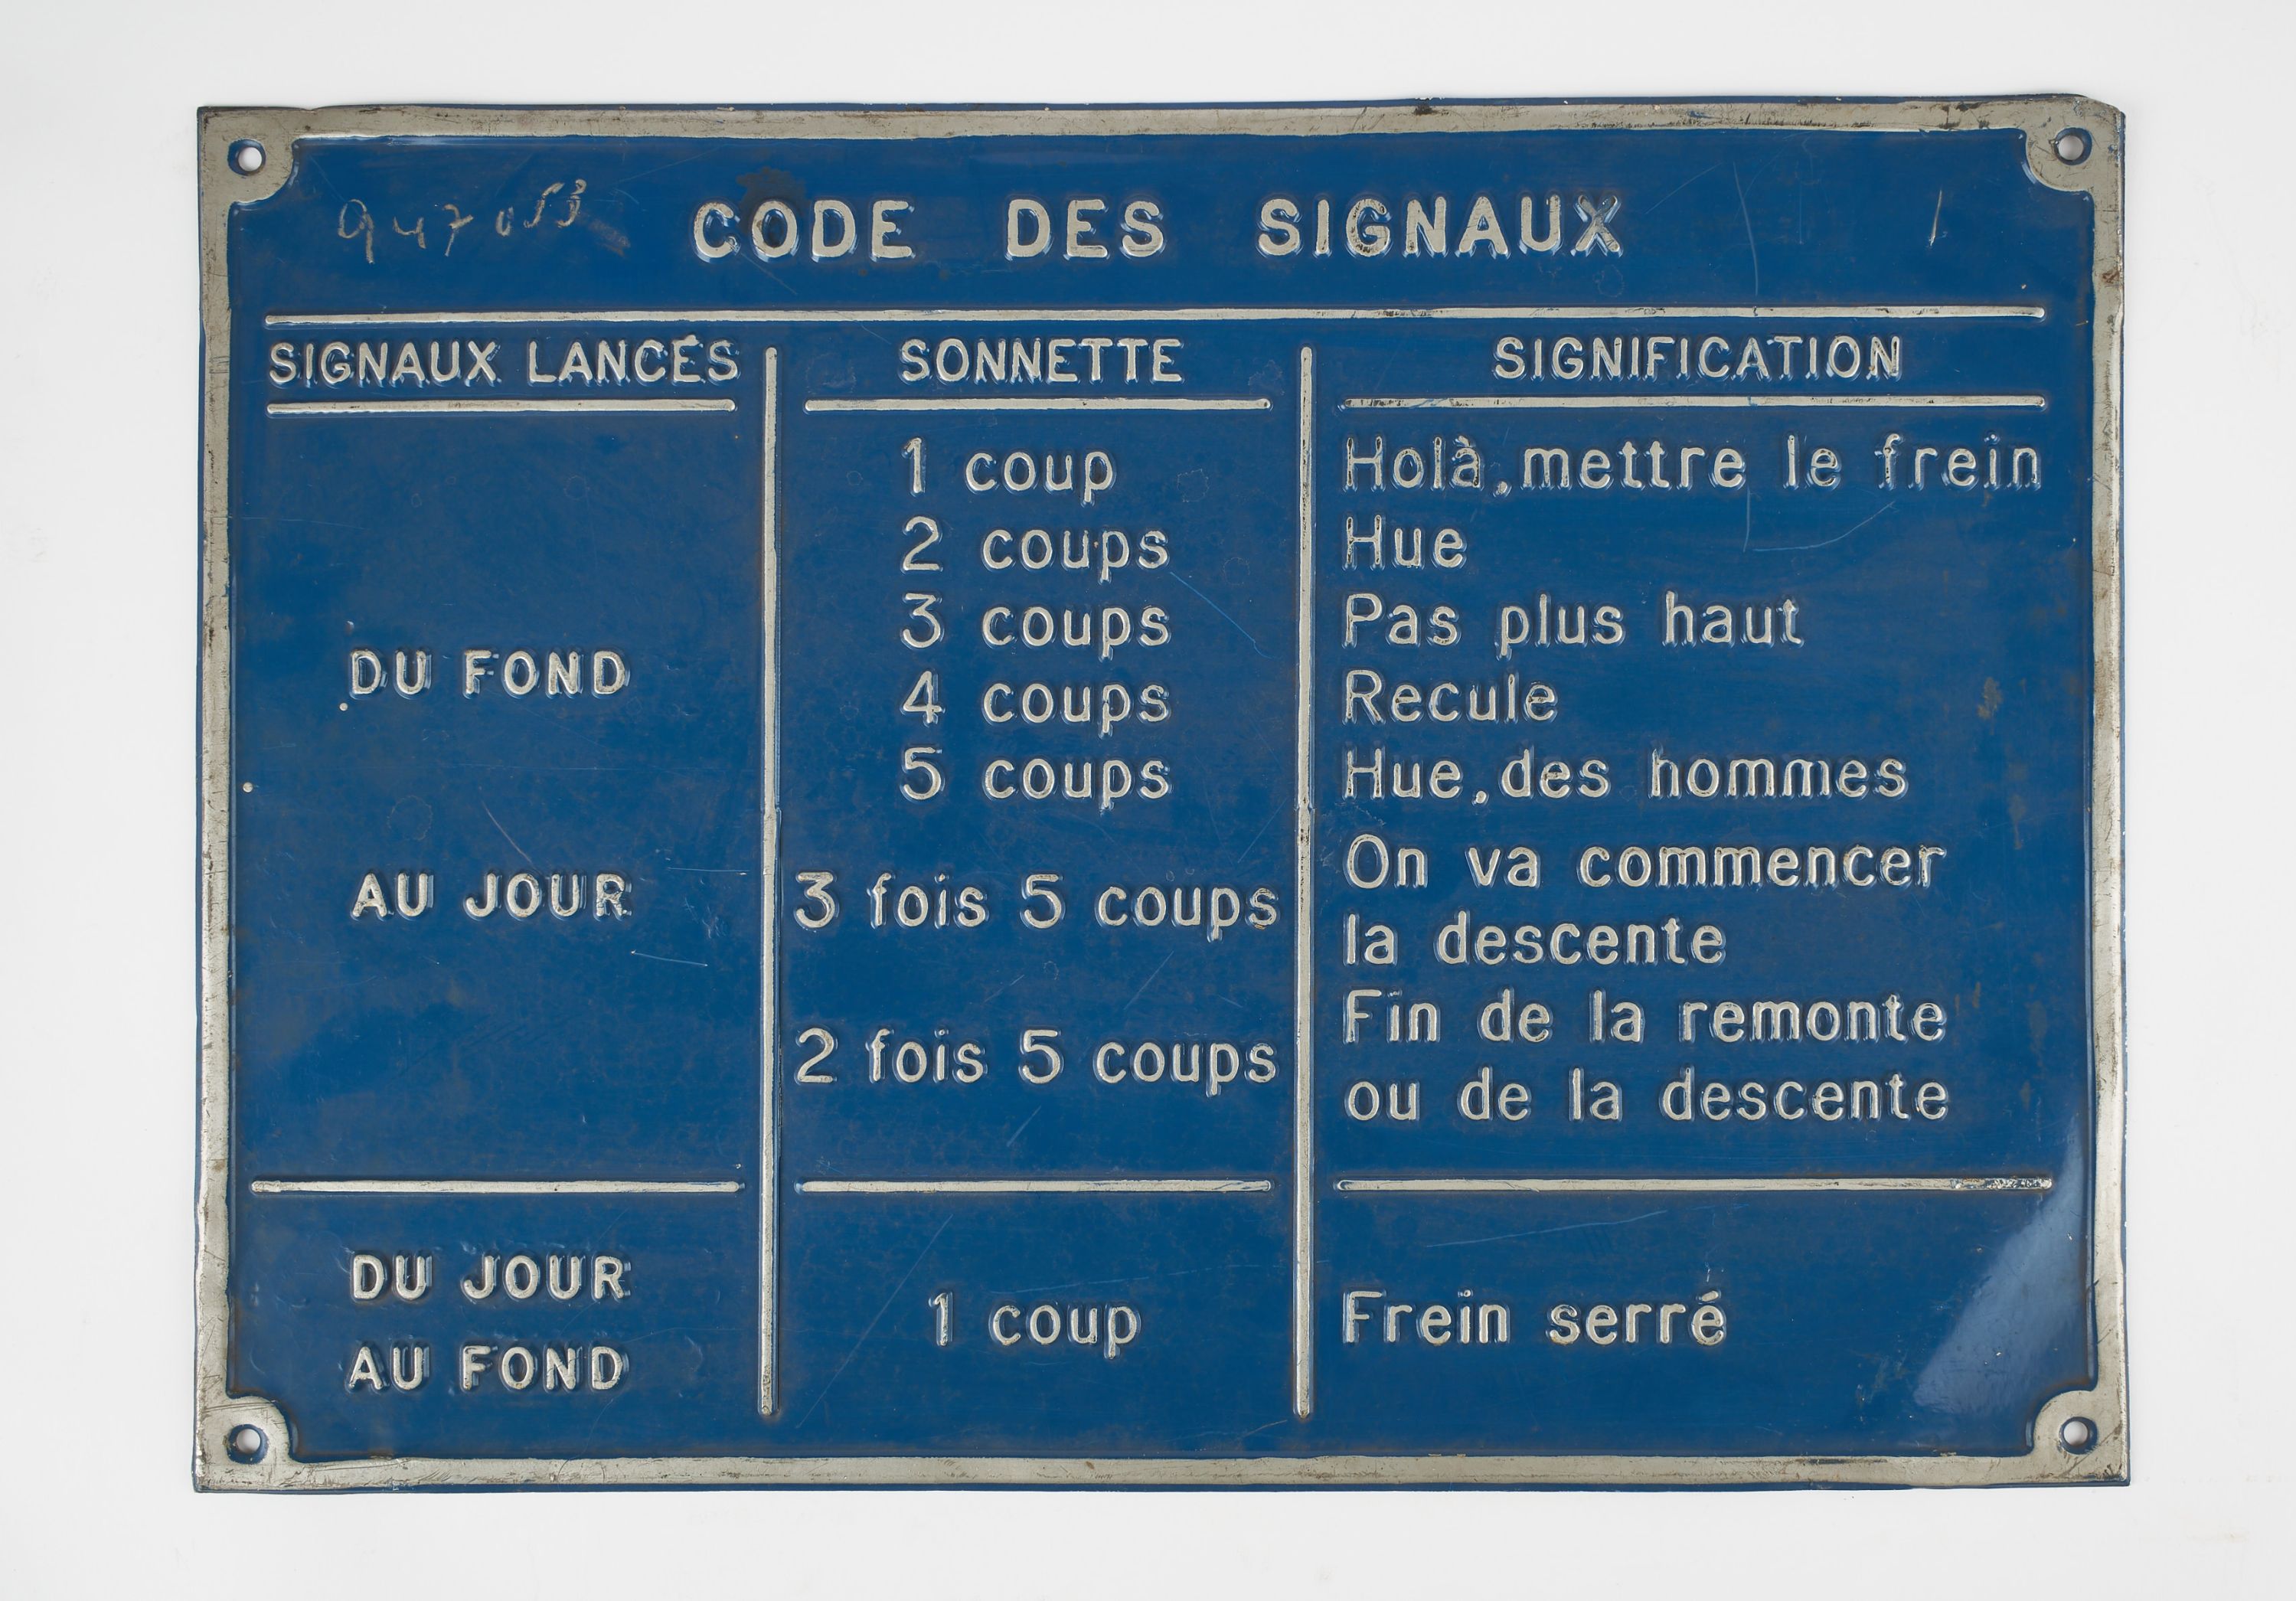 947 053
CODE DES SIGNAUX
SIGNAUX LANCÉS SONNETTE SIGNIFICATION
1 coup Holà, mettre le frein
2 coups Hue
3 coups Pas plus haut
DU FOND
4 coups Recule
5 coups Hue, des hommes
On va commencer
AU JOUR 3 fois 5 coups
la descente
Fin de la remonte
2 fois 5 coups
ou de la descente
DU JOUR
1 coup Frein serré
AU FOND